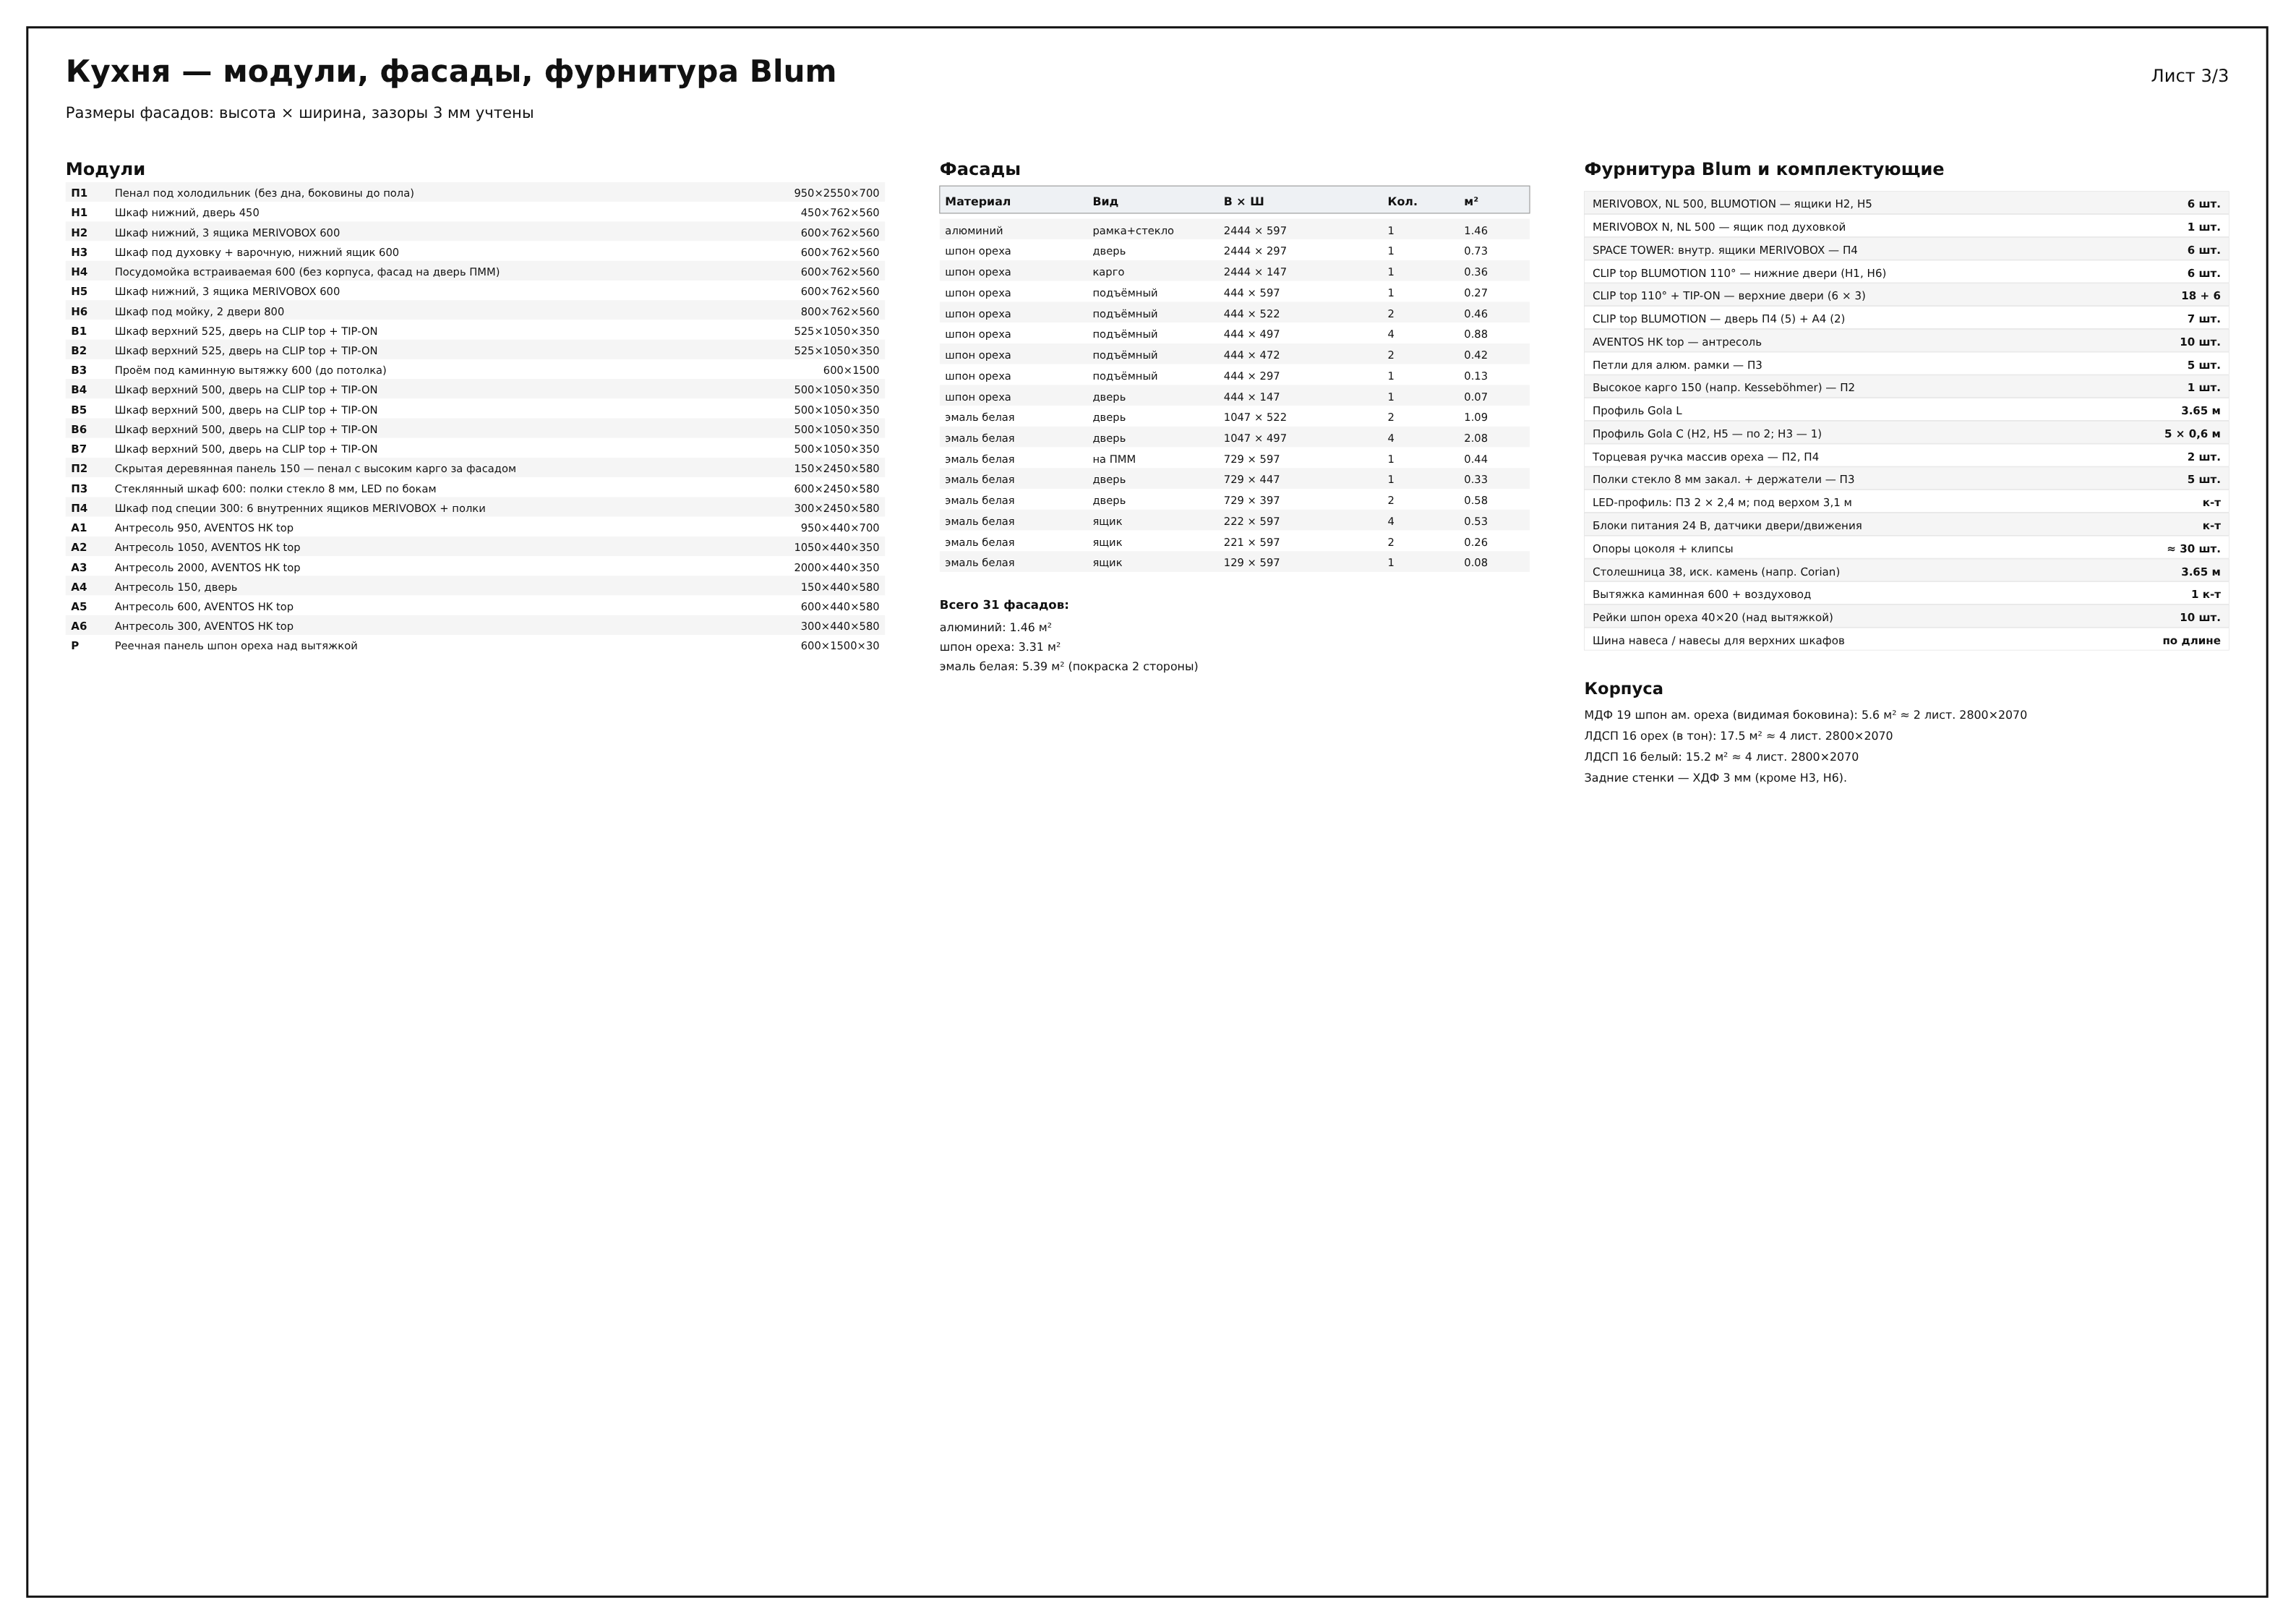 Кухня — модули, фасады, фурнитура Blum
Лист 3/3
Размеры фасадов: высота × ширина, зазоры 3 мм учтены
Модули
П1 Пенал под холодильник (без дна, боковины до пола) 950×2550×700
Н1 Шкаф нижний, дверь 450 450×762×560
Н2 Шкаф нижний, 3 ящика MERIVOBOX 600 600×762×560
Н3 Шкаф под духовку + варочную, нижний ящик 600 600×762×560
Н4 Посудомойка встраиваемая 600 (без корпуса, фасад на дверь ПММ) 600×762×560
Н5 Шкаф нижний, 3 ящика MERIVOBOX 600 600×762×560
Н6 Шкаф под мойку, 2 двери 800 800×762×560
В1 Шкаф верхний 525, дверь на CLIP top + TIP-ON 525×1050×350
В2 Шкаф верхний 525, дверь на CLIP top + TIP-ON 525×1050×350
В3 Проём под каминную вытяжку 600 (до потолка) 600×1500
В4 Шкаф верхний 500, дверь на CLIP top + TIP-ON 500×1050×350
В5 Шкаф верхний 500, дверь на CLIP top + TIP-ON 500×1050×350
В6 Шкаф верхний 500, дверь на CLIP top + TIP-ON 500×1050×350
В7 Шкаф верхний 500, дверь на CLIP top + TIP-ON 500×1050×350
П2 Скрытая деревянная панель 150 — пенал с высоким карго за фасадом 150×2450×580
П3 Стеклянный шкаф 600: полки стекло 8 мм, LED по бокам 600×2450×580
П4 Шкаф под специи 300: 6 внутренних ящиков MERIVOBOX + полки 300×2450×580
А1 Антресоль 950, AVENTOS HK top 950×440×700
А2 Антресоль 1050, AVENTOS HK top 1050×440×350
А3 Антресоль 2000, AVENTOS HK top 2000×440×350
А4 Антресоль 150, дверь 150×440×580
А5 Антресоль 600, AVENTOS HK top 600×440×580
А6 Антресоль 300, AVENTOS HK top 300×440×580
Р Реечная панель шпон ореха над вытяжкой 600×1500×30
Фасады
Материал Вид В × Ш Кол. м²
алюминий рамка+стекло 2444 × 597 1 1.46
шпон ореха дверь 2444 × 297 1 0.73
шпон ореха карго 2444 × 147 1 0.36
шпон ореха подъёмный 444 × 597 1 0.27
шпон ореха подъёмный 444 × 522 2 0.46
шпон ореха подъёмный 444 × 497 4 0.88
шпон ореха подъёмный 444 × 472 2 0.42
шпон ореха подъёмный 444 × 297 1 0.13
шпон ореха дверь 444 × 147 1 0.07
эмаль белая дверь 1047 × 522 2 1.09
эмаль белая дверь 1047 × 497 4 2.08
эмаль белая на ПММ 729 × 597 1 0.44
эмаль белая дверь 729 × 447 1 0.33
эмаль белая дверь 729 × 397 2 0.58
эмаль белая ящик 222 × 597 4 0.53
эмаль белая ящик 221 × 597 2 0.26
эмаль белая ящик 129 × 597 1 0.08
Всего 31 фасадов:
алюминий: 1.46 м²
шпон ореха: 3.31 м²
эмаль белая: 5.39 м² (покраска 2 стороны)
Фурнитура Blum и комплектующие
MERIVOBOX, NL 500, BLUMOTION — ящики Н2, Н5 6 шт.
MERIVOBOX N, NL 500 — ящик под духовкой 1 шт.
SPACE TOWER: внутр. ящики MERIVOBOX — П4 6 шт.
CLIP top BLUMOTION 110° — нижние двери (Н1, Н6) 6 шт.
CLIP top 110° + TIP-ON — верхние двери (6 × 3) 18 + 6
CLIP top BLUMOTION — дверь П4 (5) + А4 (2) 7 шт.
AVENTOS HK top — антресоль 10 шт.
Петли для алюм. рамки — П3 5 шт.
Высокое карго 150 (напр. Kesseböhmer) — П2 1 шт.
Профиль Gola L 3.65 м
Профиль Gola C (Н2, Н5 — по 2; Н3 — 1) 5 × 0,6 м
Торцевая ручка массив ореха — П2, П4 2 шт.
Полки стекло 8 мм закал. + держатели — П3 5 шт.
LED-профиль: П3 2 × 2,4 м; под верхом 3,1 м к-т
Блоки питания 24 В, датчики двери/движения к-т
Опоры цоколя + клипсы ≈ 30 шт.
Столешница 38, иск. камень (напр. Corian) 3.65 м
Вытяжка каминная 600 + воздуховод 1 к-т
Рейки шпон ореха 40×20 (над вытяжкой) 10 шт.
Шина навеса / навесы для верхних шкафов по длине
Корпуса
МДФ 19 шпон ам. ореха (видимая боковина): 5.6 м² ≈ 2 лист. 2800×2070
ЛДСП 16 орех (в тон): 17.5 м² ≈ 4 лист. 2800×2070
ЛДСП 16 белый: 15.2 м² ≈ 4 лист. 2800×2070
Задние стенки — ХДФ 3 мм (кроме Н3, Н6).